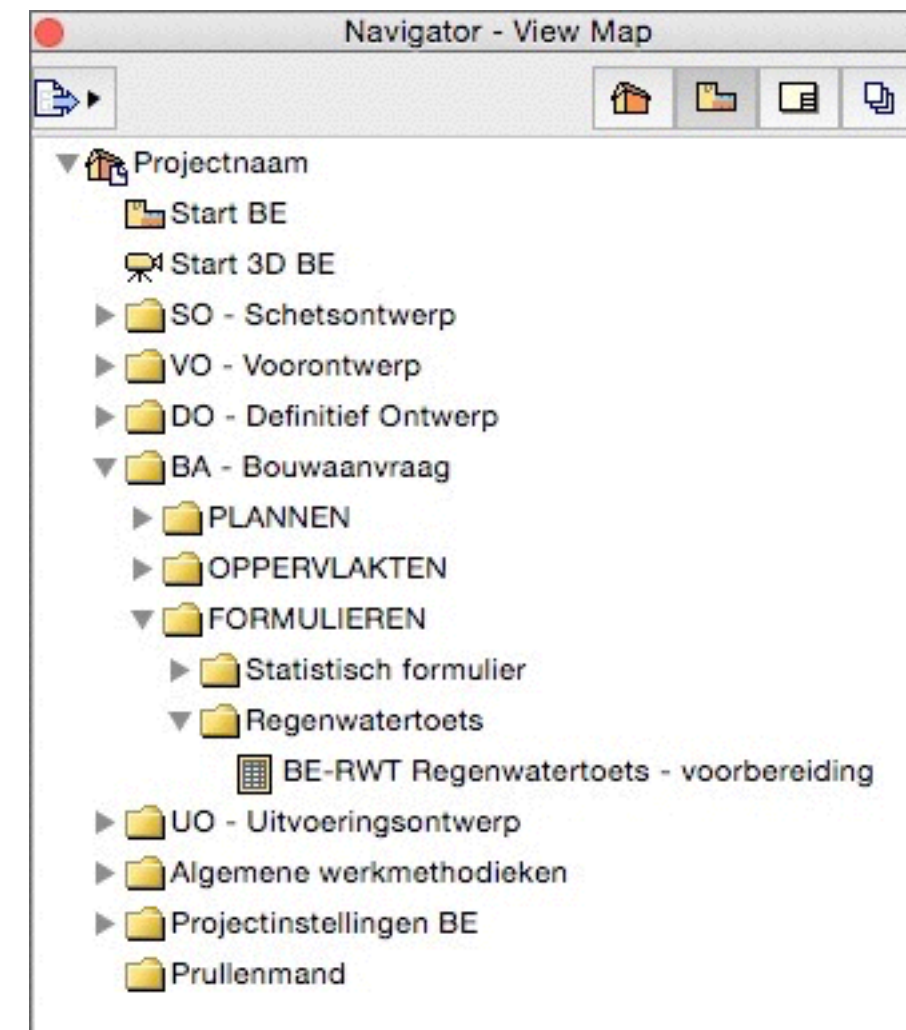 Navigator - View Map
Projectnaam
Start BE
Start 3D BE
SO - Schetsontwerp
VO - Voorontwerp
DO - Definitief Ontwerp
BA - Bouwaanvraag
PLANNEN
OPPERVLAKTEN
FORMULIEREN
Statistisch formulier
Regenwatertoets
BE-RWT Regenwatertoets - voorbereiding
UO - Uitvoeringsontwerp
Algemene werkmethodieken
Projectinstellingen BE
Prullenmand